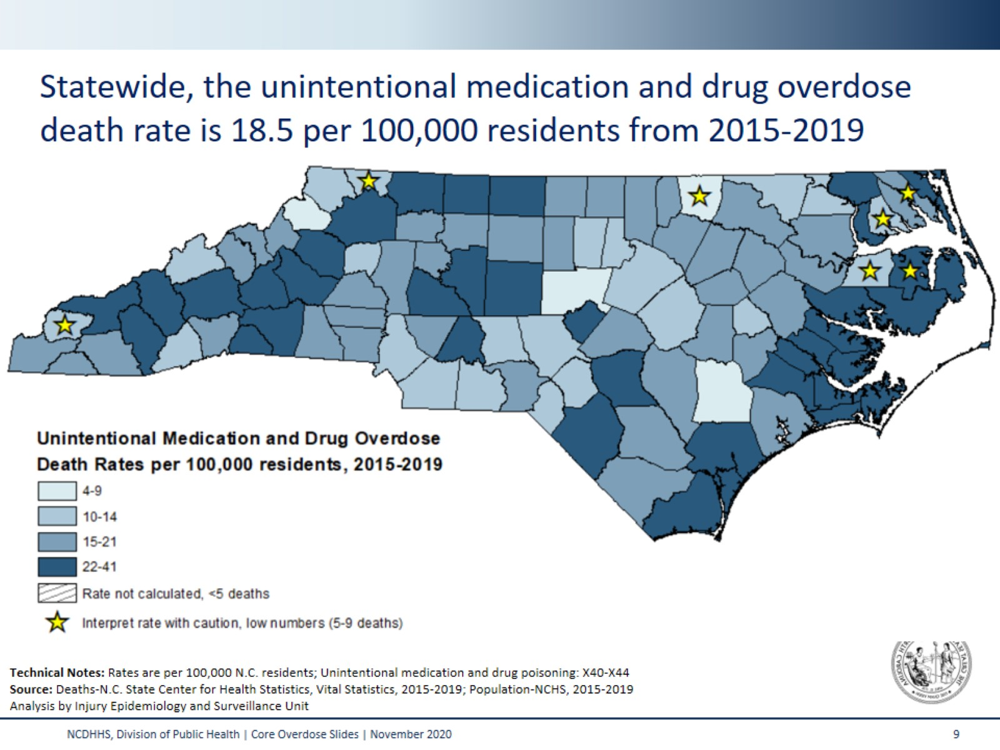 Statewide, the unintentional medication and drug overdose
death rate is 18.5 per 100,000 residents from 2015-2019
Unintentional Medication and Drug Overdose
Death Rates per 100,000 residents, 2015-2019
4-9
10-14
15-21
22-41
Rate not calculated, <5 deaths
Interpret rate with caution, low numbers (5-9 deaths)
Technical Notes: Rates are per 100,000 N.C. residents; Unintentional medication and drug poisoning: X40-X44
Source: Deaths-N.C. State Center for Health Statistics, Vital Statistics, 2015-2019; Population-NCHS, 2015-2019
Analysis by Injury Epidemiology and Surveillance Unit
NCDHHS, Division of Public Health | Core Overdose Slides | November 2020
9